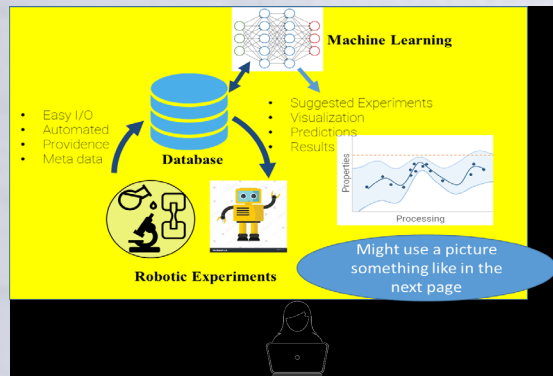 Machine Learning
• Easy I/O
• Automated
• Providence
• Meta data
Database
• Suggested Experiments
• Visualization
• Predictions
• Results
Properties
Processing
Robotic Experiments
Might use a picture
something like in the
next page